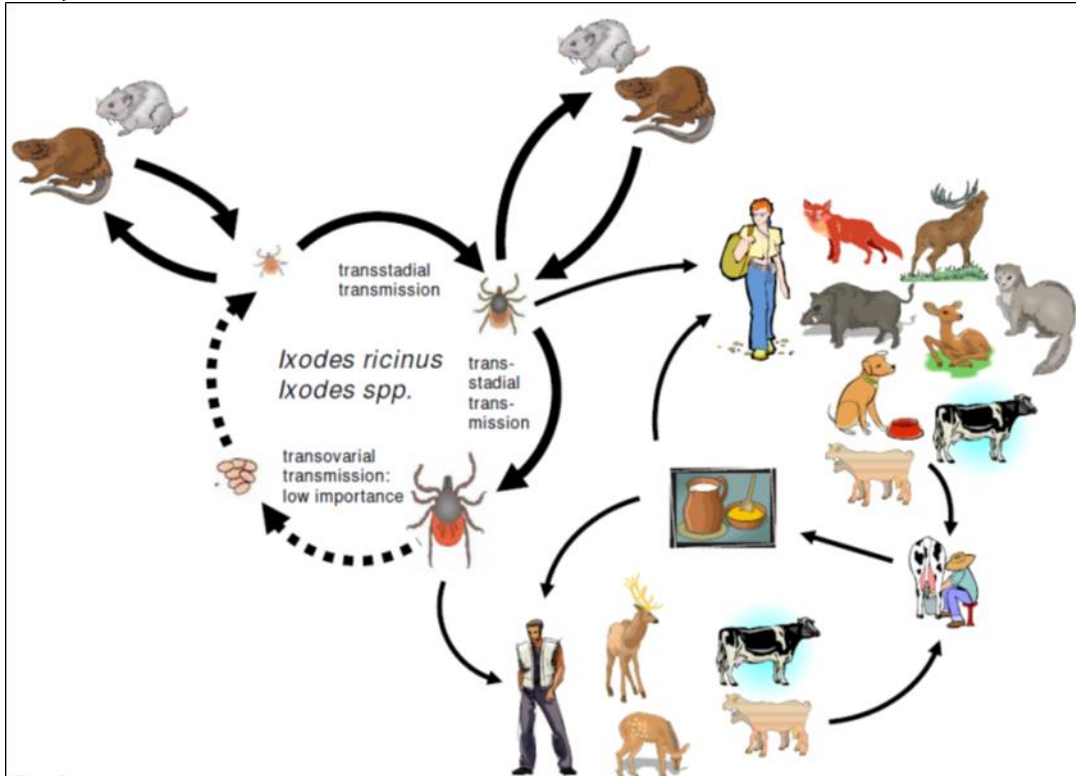 transstadial
transmission
Ixodes ricinus
Ixodes spp.
trans-
stadial
trans-
mission
transovarial
transmission:
low importance